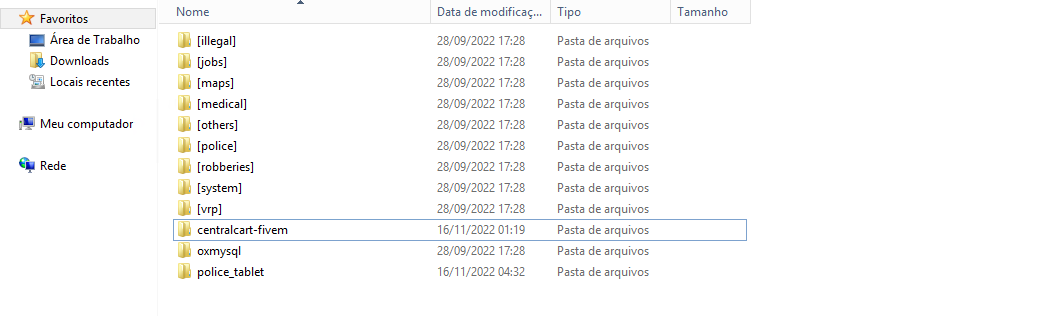 Favoritos
Área de Trabalho
Downloads
Locais recentes
Meu computador
Rede
Nome Data de modificaç... Tipo Tamanho
[illegal] 28/09/2022 17:28 Pasta de arquivos
[jobs] 28/09/2022 17:28 Pasta de arquivos
[maps] 28/09/2022 17:28 Pasta de arquivos
[medical] 28/09/2022 17:28 Pasta de arquivos
[others] 28/09/2022 17:28 Pasta de arquivos
[police] 28/09/2022 17:28 Pasta de arquivos
[robberies] 28/09/2022 17:28 Pasta de arquivos
[system] 28/09/2022 17:28 Pasta de arquivos
[vrp] 28/09/2022 17:28 Pasta de arquivos
centralcart-fivem 16/11/2022 01:19 Pasta de arquivos
oxmysql 28/09/2022 17:28 Pasta de arquivos
police_tablet 16/11/2022 04:32 Pasta de arquivos